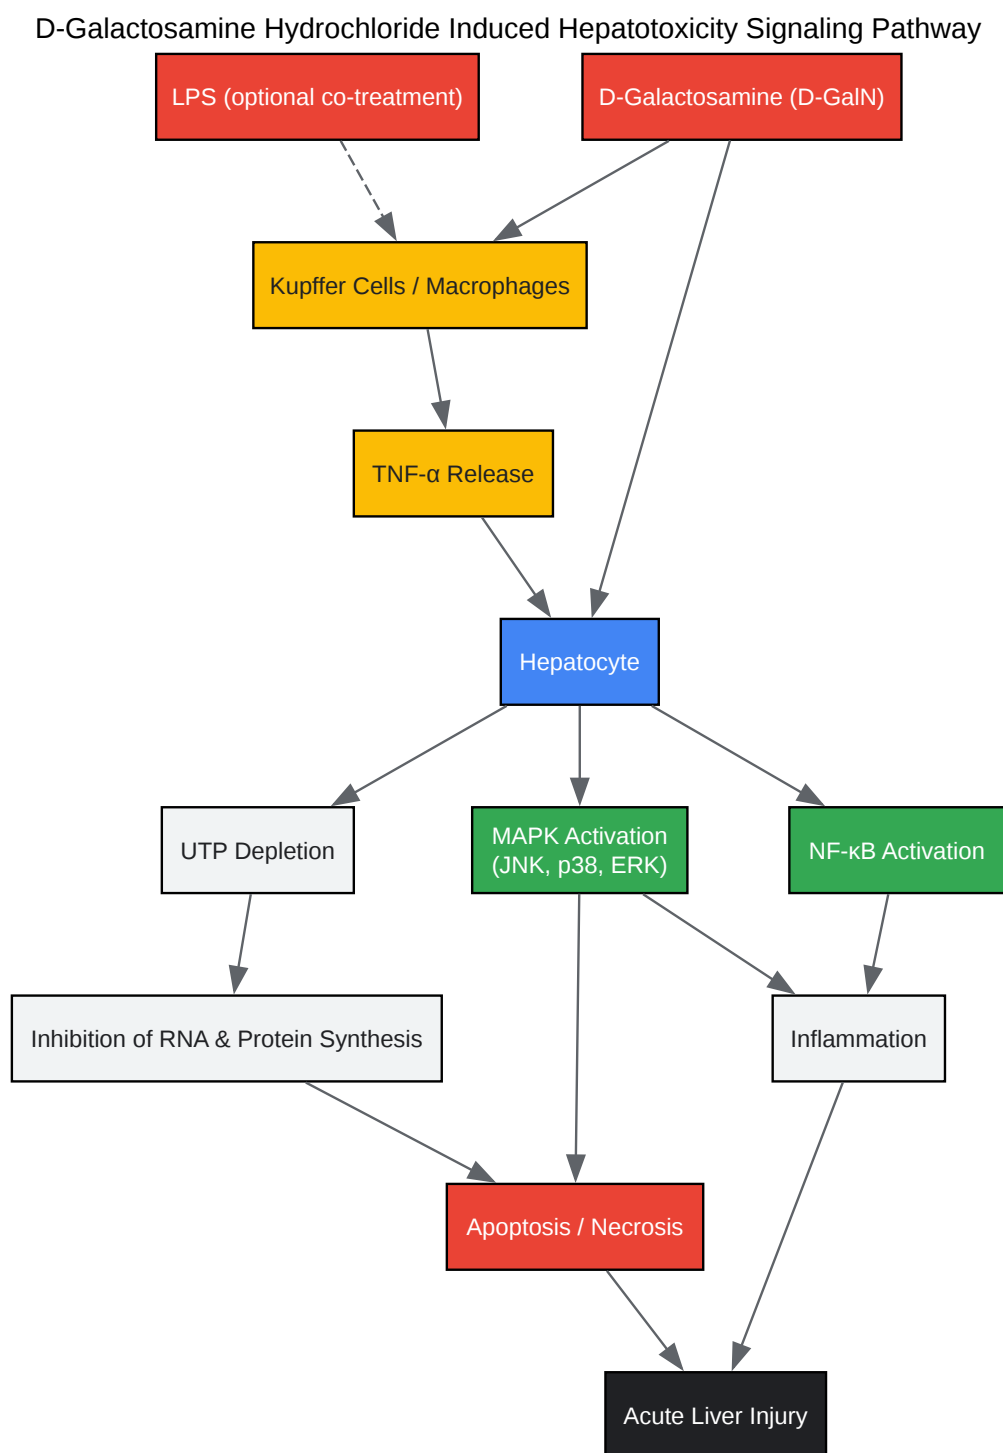 D-Galactosamine Hydrochloride Induced Hepatotoxicity Signaling Pathway
LPS (optional co-treatment)
D-Galactosamine (D-GalN)
Kupffer Cells / Macrophages
TNF-α Release
Hepatocyte
UTP Depletion
MAPK Activation
(JNK, p38, ERK)
NF-κB Activation
Inhibition of RNA & Protein Synthesis
Inflammation
Apoptosis / Necrosis
Acute Liver Injury